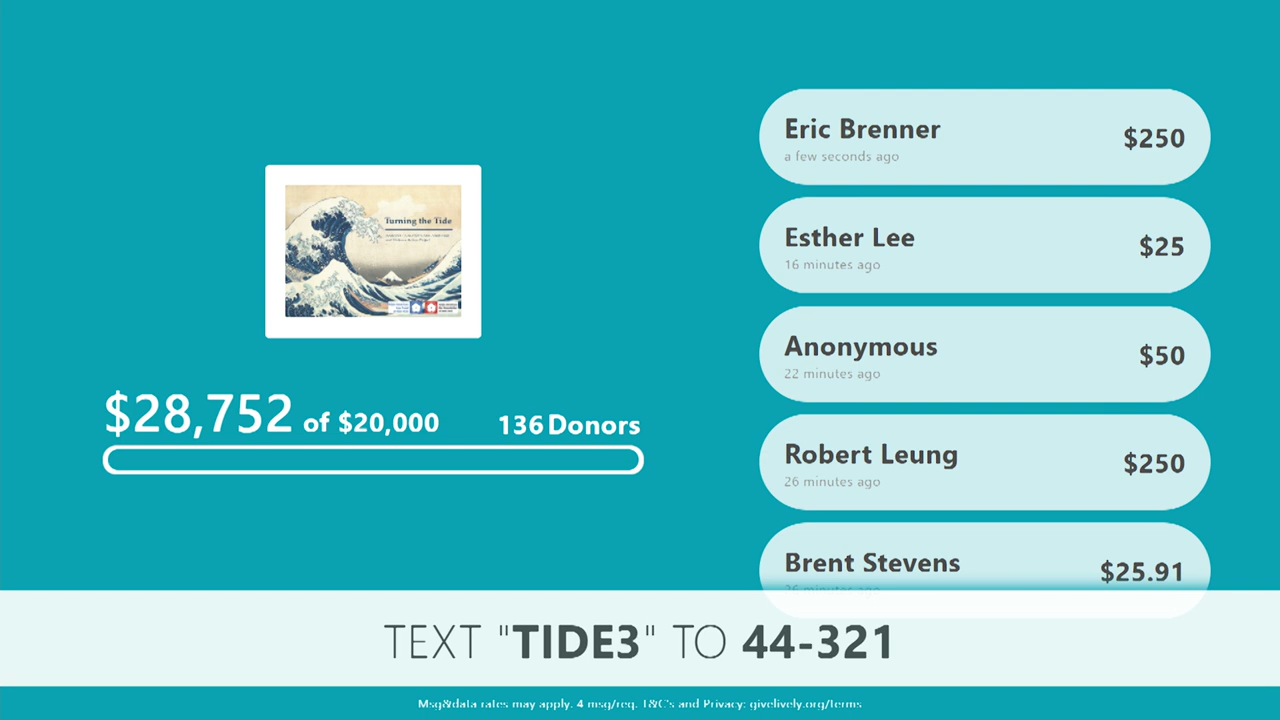 Turning the Tide
$28,752 of $20,000
136 Donors
Eric Brenner
a few seconds ago
$250
Esther Lee
16 minutes ago
$25
Anonymous
22 minutes ago
$50
Robert Leung
26 minutes ago
$250
Brent Stevens
$25.91
TEXT "TIDE3" TO 44-321
Msg&data rates may apply. 4 msg/req. T&C's and Privacy: givelively.org/terms